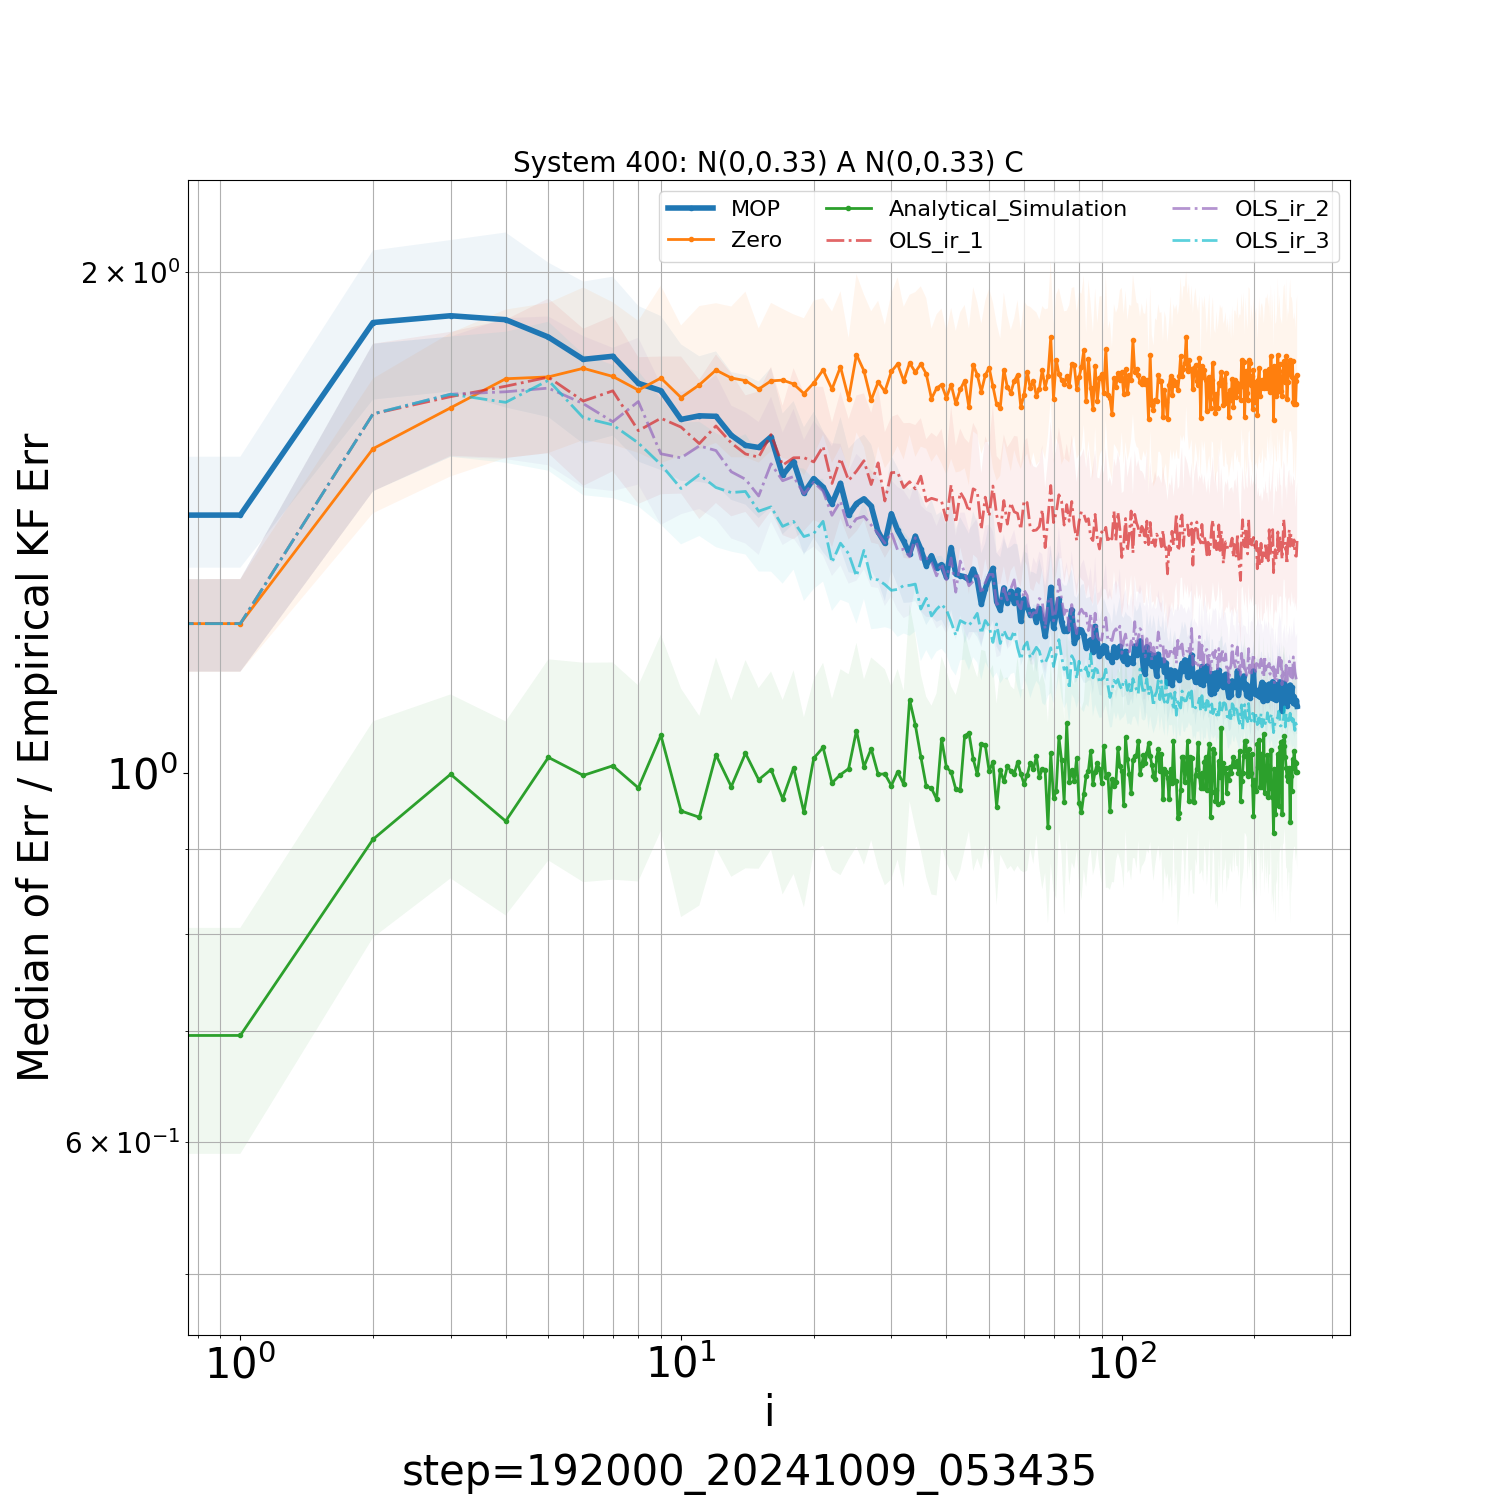 System 400: N(0,0.33) A N(0,0.33) C
MOP
Zero
Analytical_Simulation
OLS_ir_1
OLS_ir_2
OLS_ir_3
Median of Err / Empirical KF Err
2 × 10⁰
10⁰
6 × 10⁻¹
10⁰ 10¹ 10²
i
step=192000_20241009_053435